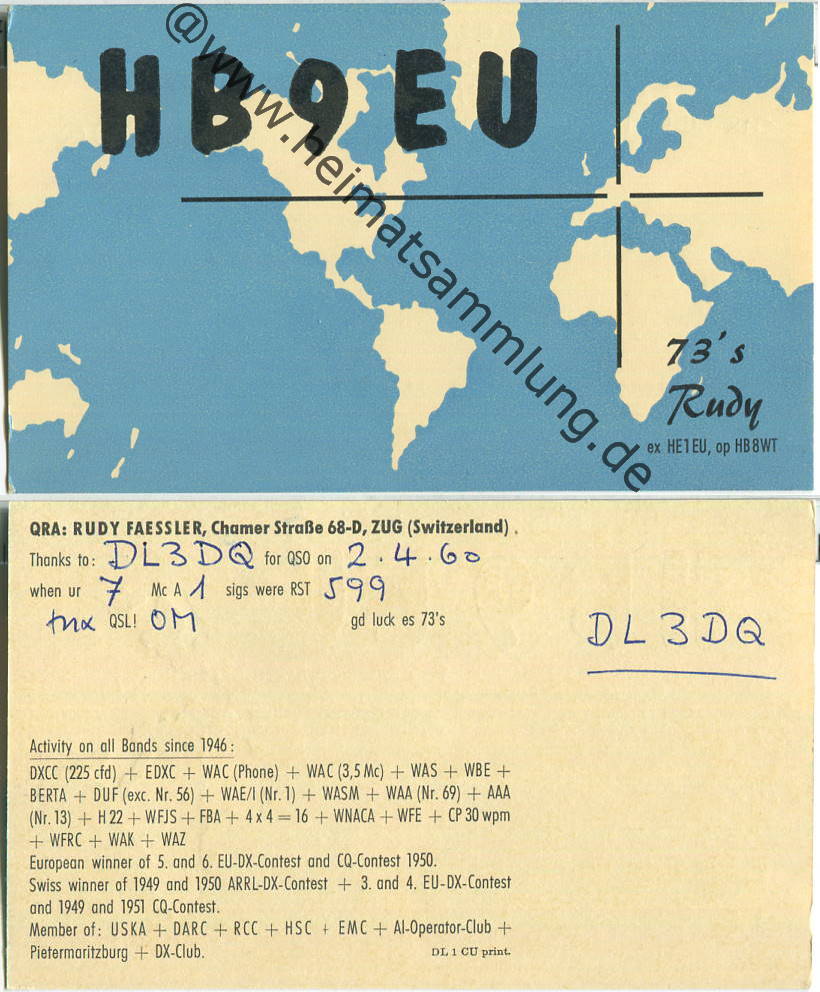 HB9EU
@www.heimatsammlung.de
73's
Rudy
ex HE1EU, op HB8WT
QRA: RUDY FAESSLER, Chamer Straße 68-D, ZUG (Switzerland).
Thanks to: DL3DQ for QSO on 2.4.60
when ur 7 Mc A 1 sigs were RST 599
tnx QSL! OM gd luck es 73's
DL3DQ
Activity on all Bands since 1946:
DXCC (225 cfd) + EDXC + WAC (Phone) + WAC (3,5 Mc) + WAS + WBE +
BERTA + DUF (exc. Nr. 56) + WAE/I (Nr. 1) + WASM + WAA (Nr. 69) + AAA
(Nr. 13) + H 22 + WFJS + FBA + 4 x 4 = 16 + WNACA + WFE + CP 30 wpm
+ WFRC + WAK + WAZ
European winner of 5. and 6. EU-DX-Contest and CQ-Contest 1950.
Swiss winner of 1949 and 1950 ARRL-DX-Contest + 3. and 4. EU-DX-Contest
and 1949 and 1951 CQ-Contest.
Member of: USKA + DARC + RCC + HSC + EMC + AI-Operator-Club +
Pietermaritzburg + DX-Club.
DL 1 CU print.